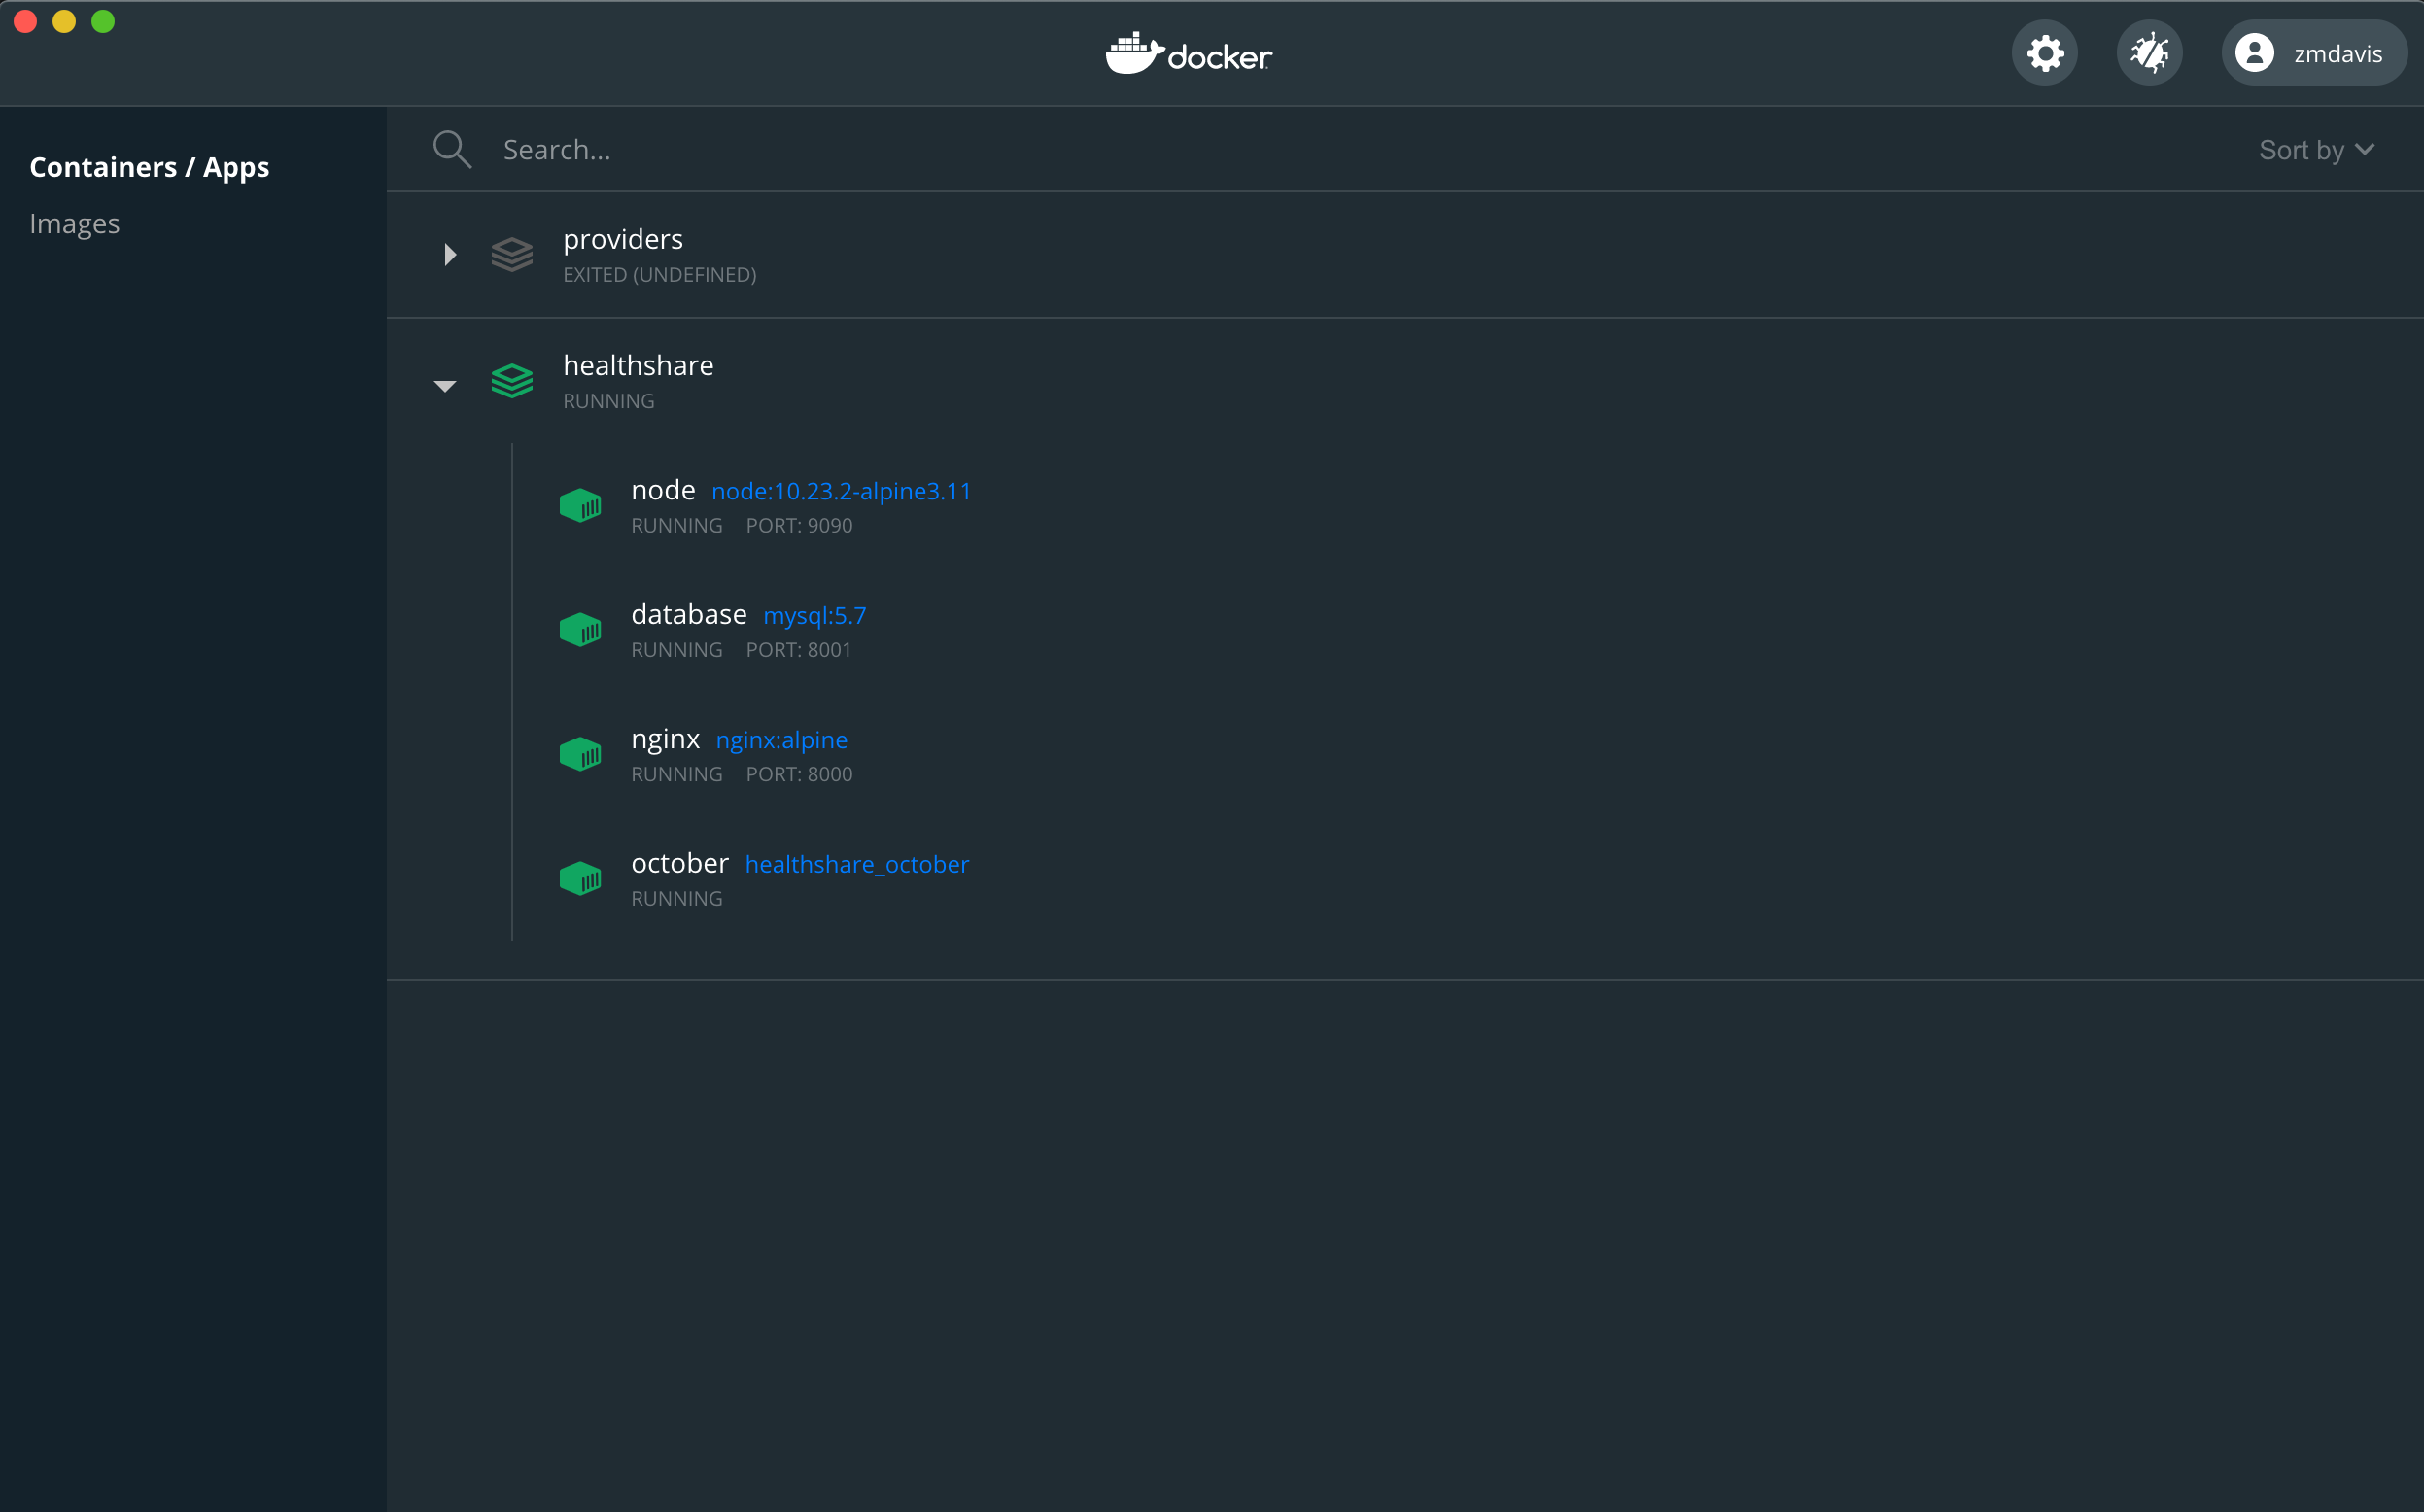 docker
zmdavis
Containers / Apps
Images
Search...
Sort by
providers
EXITED (UNDEFINED)
healthshare
RUNNING
node node:10.23.2-alpine3.11
RUNNING PORT: 9090
database mysql:5.7
RUNNING PORT: 8001
nginx nginx:alpine
RUNNING PORT: 8000
october healthshare_october
RUNNING